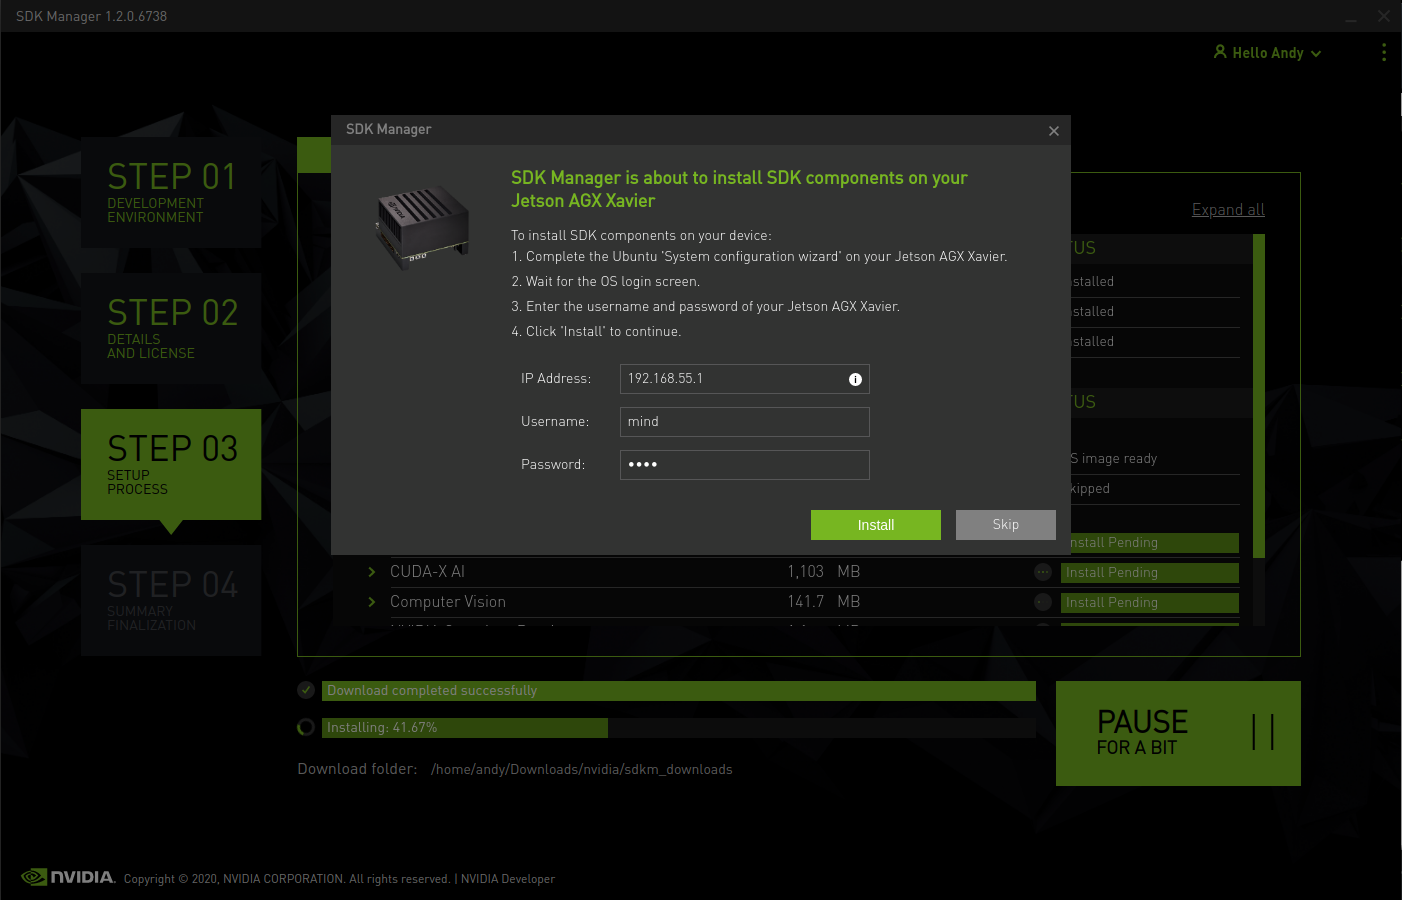 SDK Manager 1.2.0.6738
Hello Andy
STEP 01
DEVELOPMENT
ENVIRONMENT
STEP 02
DETAILS
AND LICENSE
STEP 03
SETUP
PROCESS
STEP 04
SUMMARY
FINALIZATION
SDK Manager
SDK Manager is about to install SDK components on your
Jetson AGX Xavier
To install SDK components on your device:
1. Complete the Ubuntu 'System configuration wizard' on your Jetson AGX Xavier.
2. Wait for the OS login screen.
3. Enter the username and password of your Jetson AGX Xavier.
4. Click 'Install' to continue.
IP Address: 192.168.55.1
Username: mind
Password: ••••
Install Skip
Expand all
TUS
stalled
stalled
stalled
TUS
S image ready
kipped
nstall Pending
CUDA-X AI 1,103 MB Install Pending
Computer Vision 141.7 MB Install Pending
Download completed successfully
Installing: 41.67%
Download folder: /home/andy/Downloads/nvidia/sdkm_downloads
PAUSE
FOR A BIT
NVIDIA. Copyright © 2020, NVIDIA CORPORATION. All rights reserved. | NVIDIA Developer